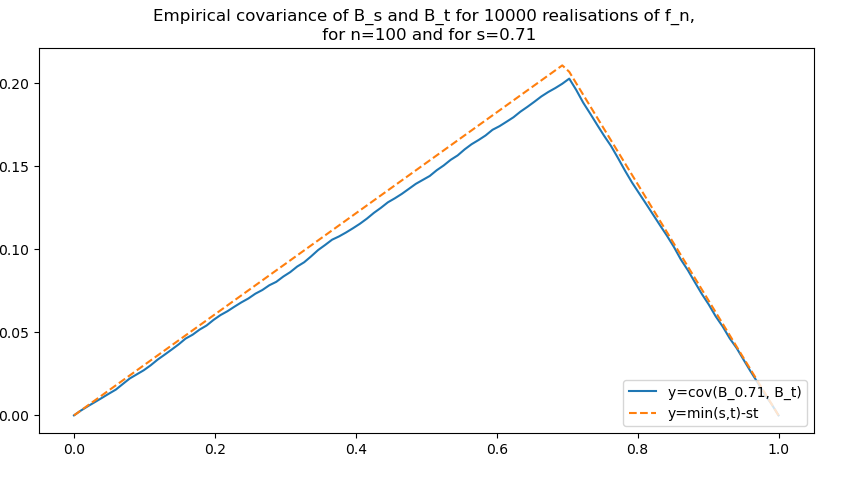 Empirical covariance of B_s and B_t for 10000 realisations of f_n,
for n=100 and for s=0.71
0.20
0.15
0.10
0.05
0.00
y=cov(B_0.71, B_t)
y=min(s,t)-st
0.0 0.2 0.4 0.6 0.8 1.0